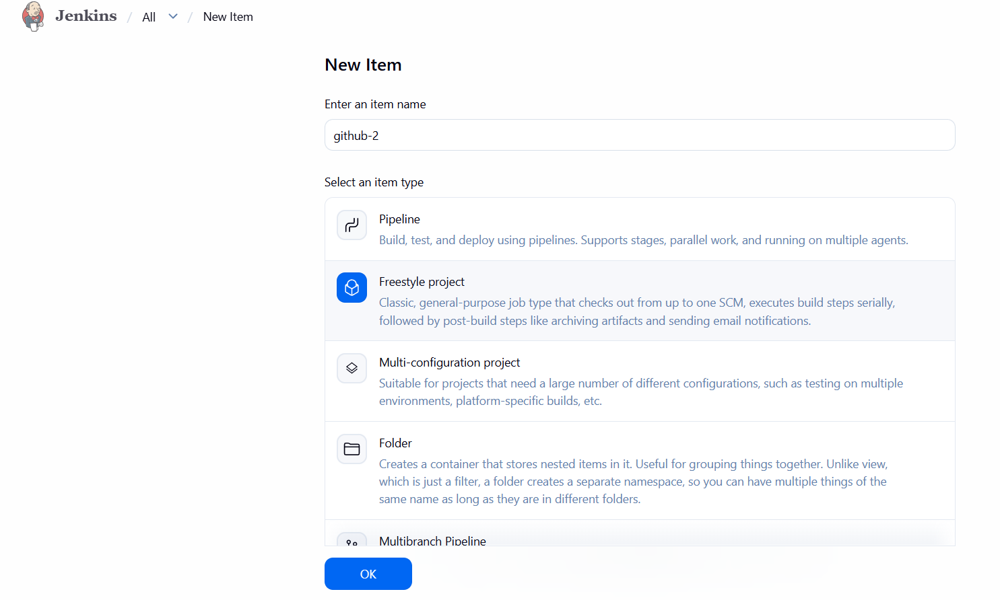 Jenkins / All / New Item
New Item
Enter an item name
github-2
Select an item type
Pipeline
Build, test, and deploy using pipelines. Supports stages, parallel work, and running on multiple agents.
Freestyle project
Classic, general-purpose job type that checks out from up to one SCM, executes build steps serially,
followed by post-build steps like archiving artifacts and sending email notifications.
Multi-configuration project
Suitable for projects that need a large number of different configurations, such as testing on multiple
environments, platform-specific builds, etc.
Folder
Creates a container that stores nested items in it. Useful for grouping things together. Unlike view,
which is just a filter, a folder creates a separate namespace, so you can have multiple things of the
same name as long as they are in different folders.
Multibranch Pipeline
OK